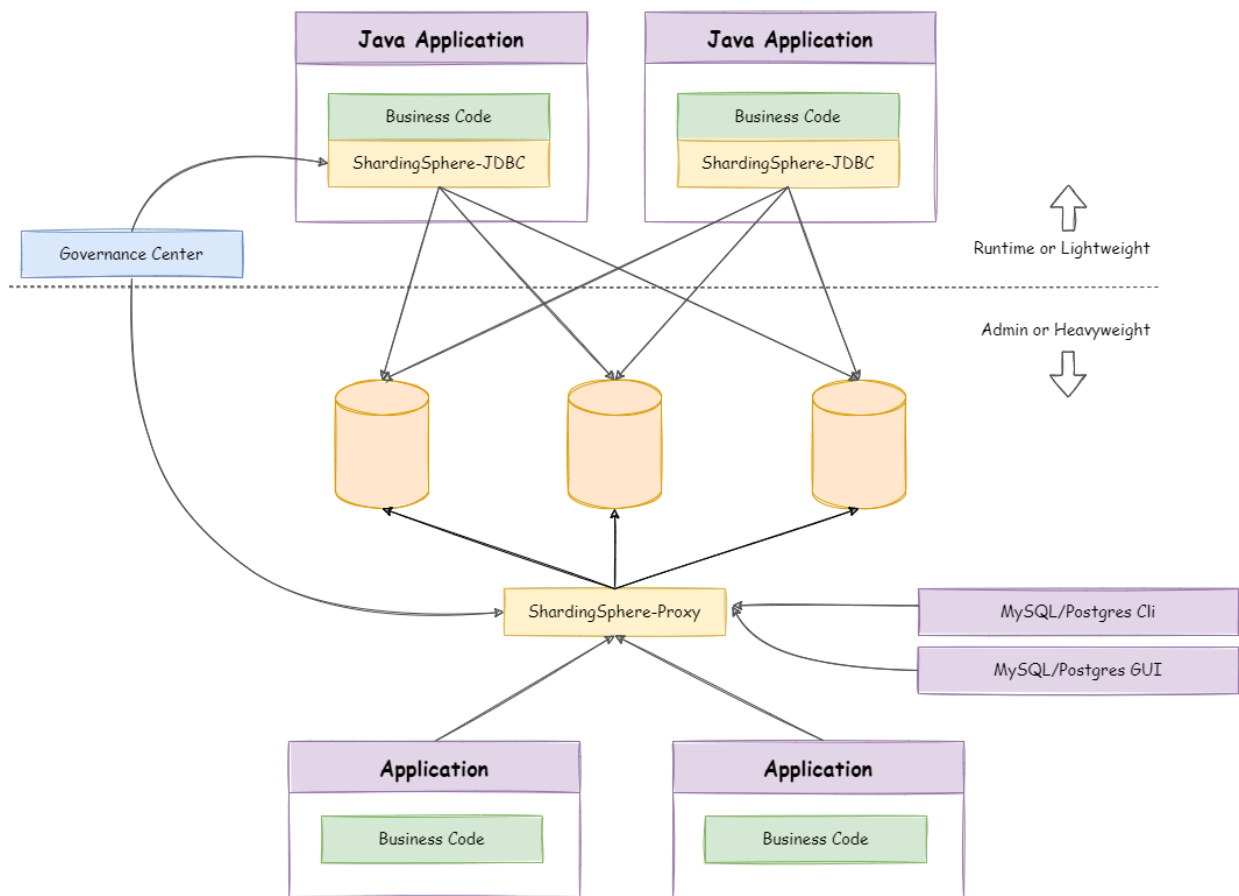 Java Application
Java Application
Business Code
Business Code
ShardingSphere-JDBC
ShardingSphere-JDBC
Governance Center
Runtime or Lightweight
Admin or Heavyweight
ShardingSphere-Proxy
MySQL/Postgres Cli
MySQL/Postgres GUI
Application
Application
Business Code
Business Code